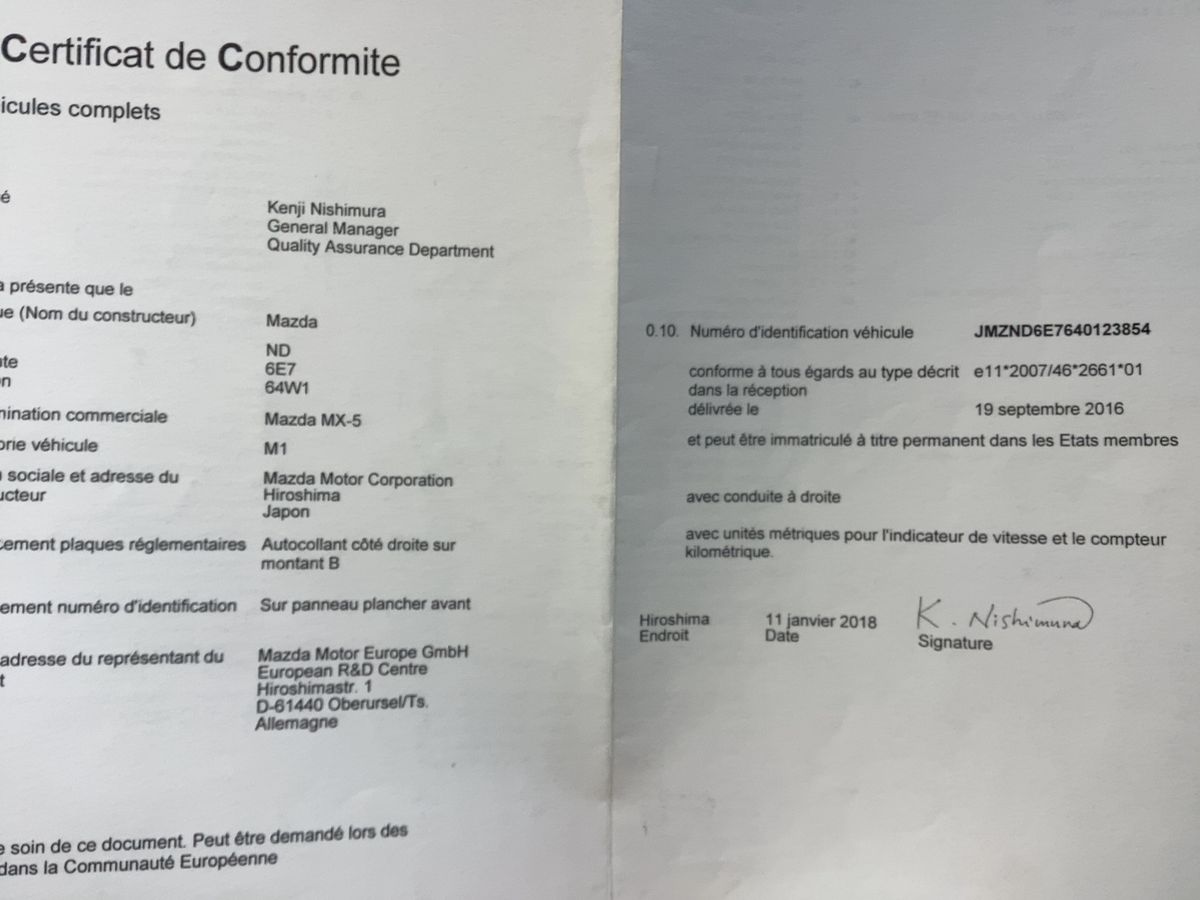 Certificat de Conformite
icules complets
é
Kenji Nishimura
General Manager
Quality Assurance Department
présente que le
ue (Nom du constructeur) Mazda
ND
6E7
64W1
mination commerciale Mazda MX-5
orie véhicule M1
sociale et adresse du
ucteur
Mazda Motor Corporation
Hiroshima
Japon
cement plaques réglementaires
Autocollant côté droite sur
montant B
ement numéro d'identification Sur panneau plancher avant
adresse du représentant du
t
Mazda Motor Europe GmbH
European R&D Centre
Hiroshimastr. 1
D-61440 Oberursel/Ts.
Allemagne
e soin de ce document. Peut être demandé lors des
dans la Communauté Européenne
0.10. Numéro d'identification véhicule JMZND6E7640123854
conforme à tous égards au type décrit e11*2007/46*2661*01
dans la réception
délivrée le 19 septembre 2016
et peut être immatriculé à titre permanent dans les Etats membres
avec conduite à droite
avec unités métriques pour l'indicateur de vitesse et le compteur
kilométrique.
Hiroshima 11 janvier 2018 K. Nishimura
Endroit Date Signature